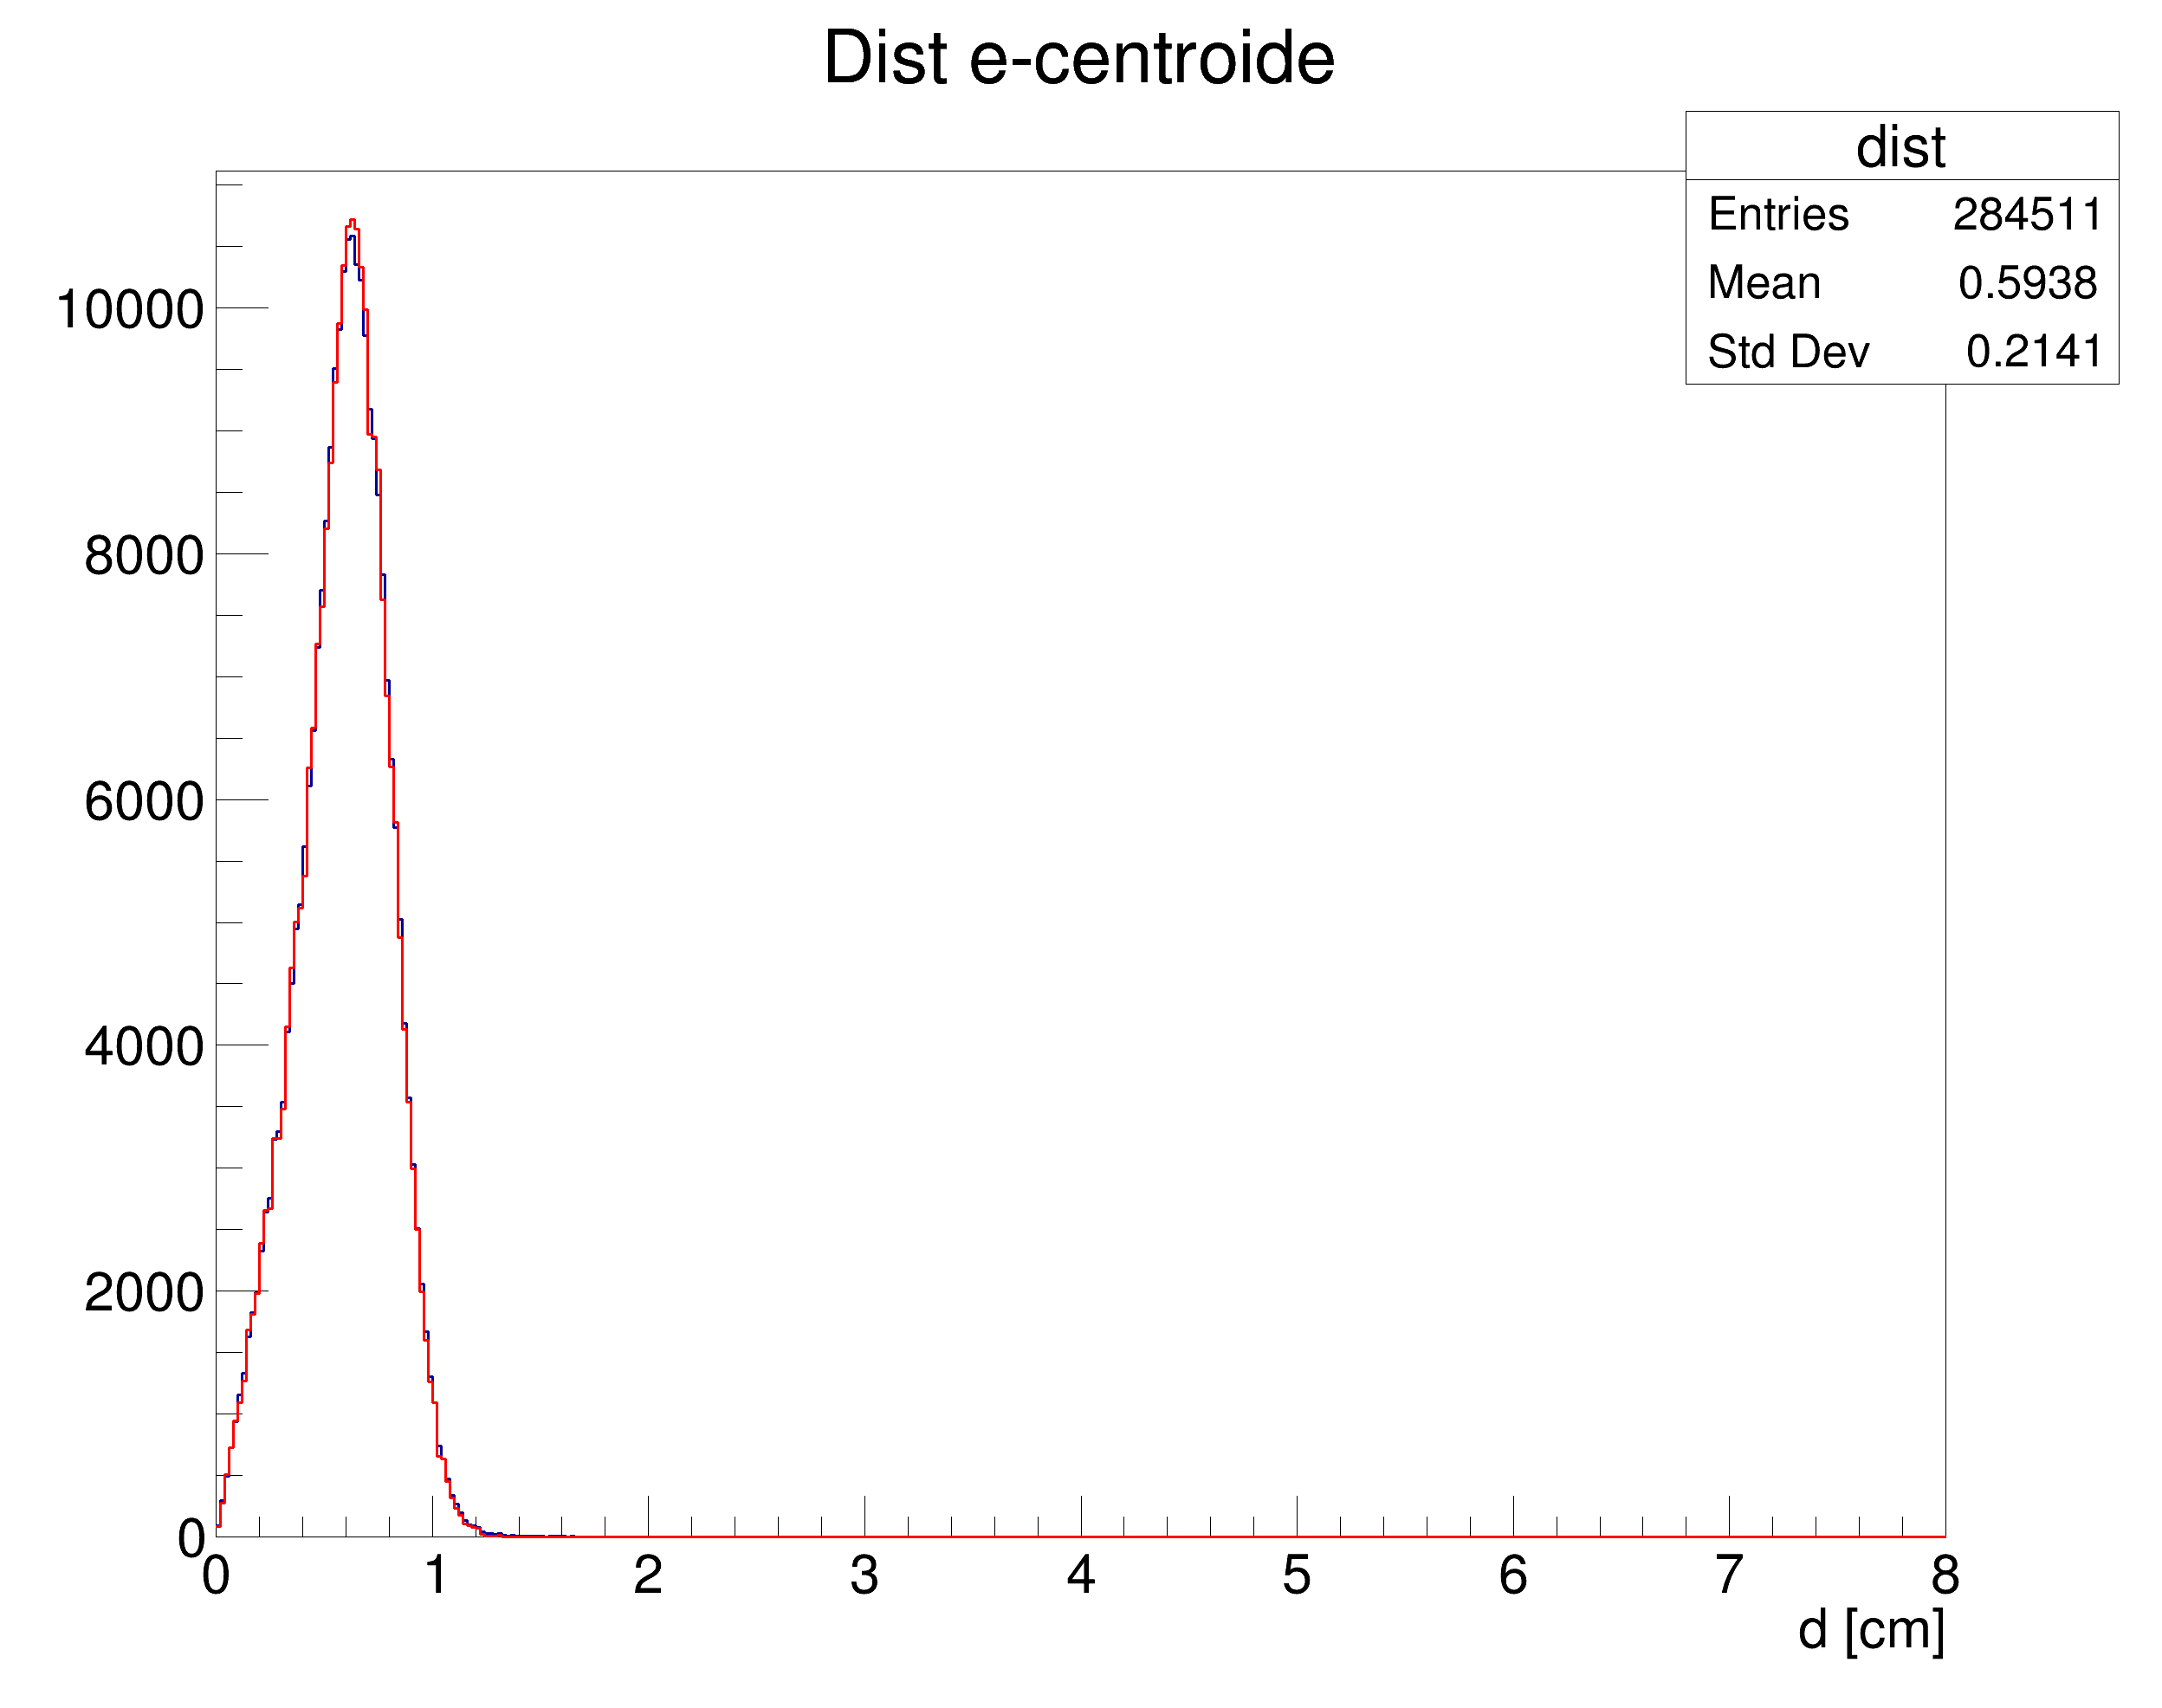 Dist e-centroide
dist
Entries 284511
Mean 0.5938
Std Dev 0.2141
10000
8000
6000
4000
2000
0
0 1 2 3 4 5 6 7 8
d [cm]